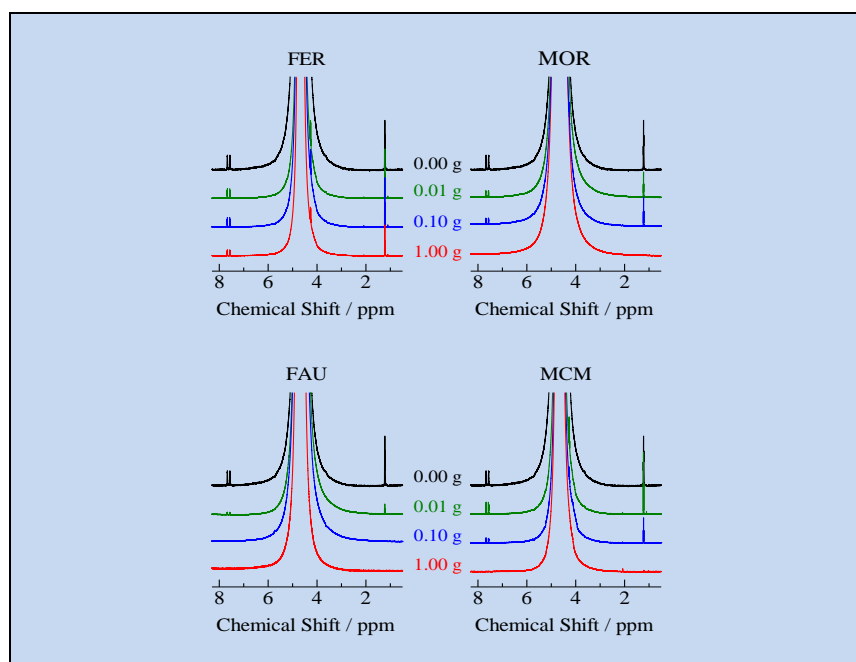 FER MOR
0.00 g
0.01 g
0.10 g
1.00 g
8 6 4 2 8 6 4 2
Chemical Shift / ppm Chemical Shift / ppm
FAU MCM
0.00 g
0.01 g
0.10 g
1.00 g
8 6 4 2 8 6 4 2
Chemical Shift / ppm Chemical Shift / ppm